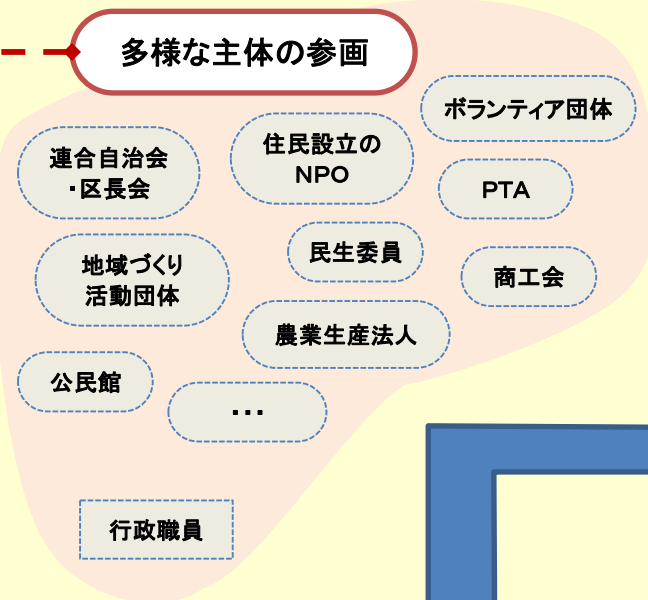 多様な主体の参画
ボランティア団体
連合自治会
・区長会
住民設立の
NPO
PTA
地域づくり
活動団体
民生委員
商工会
農業生産法人
公民館
・・・
行政職員